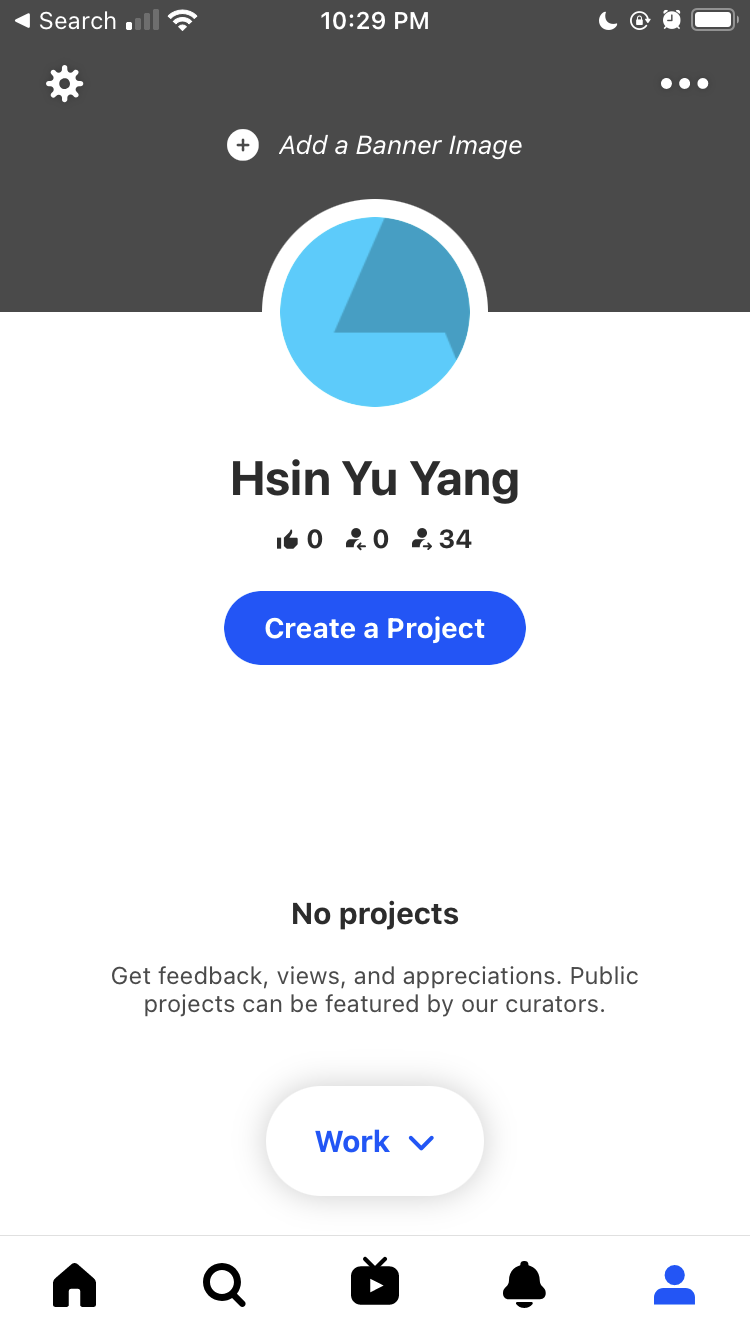 Search
10:29 PM
Add a Banner Image
Hsin Yu Yang
0 0 34
Create a Project
No projects
Get feedback, views, and appreciations. Public
projects can be featured by our curators.
Work